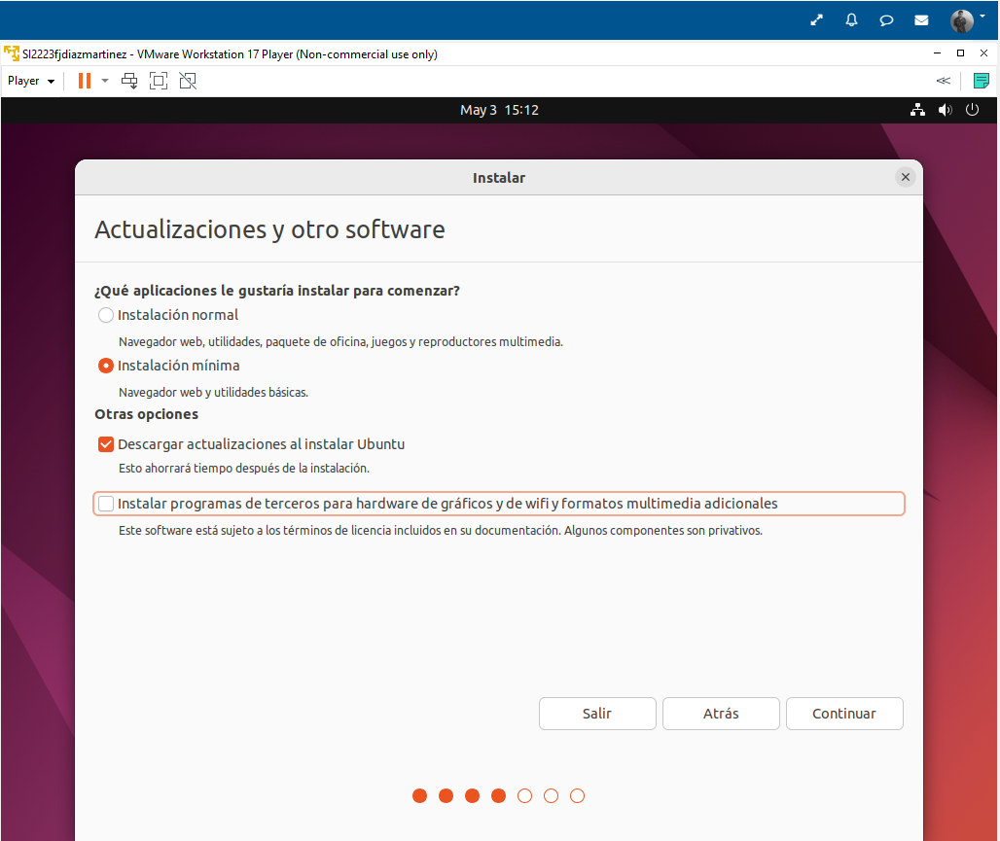 SI2223fjdiazmartinez - VMware Workstation 17 Player (Non-commercial use only)
Player
May 3 15:12
Instalar
Actualizaciones y otro software
¿Qué aplicaciones le gustaría instalar para comenzar?
Instalación normal
Navegador web, utilidades, paquete de oficina, juegos y reproductores multimedia.
Instalación mínima
Navegador web y utilidades básicas.
Otras opciones
Descargar actualizaciones al instalar Ubuntu
Esto ahorrará tiempo después de la instalación.
Instalar programas de terceros para hardware de gráficos y de wifi y formatos multimedia adicionales
Este software está sujeto a los términos de licencia incluidos en su documentación. Algunos componentes son privativos.
Salir
Atrás
Continuar